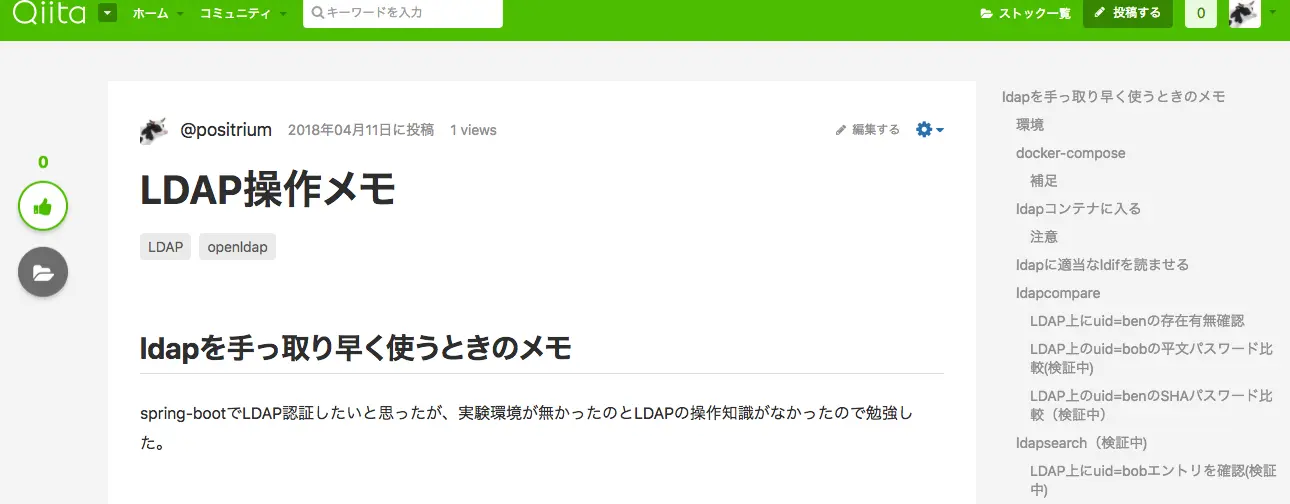 Qiita ホーム コミュニティ キーワードを入力 ストック一覧 投稿する 0
@positrium 2018年04月11日に投稿 1 views 編集する
0
LDAP操作メモ
LDAP openldap
ldapを手っ取り早く使うときのメモ
spring-bootでLDAP認証したいと思ったが、実験環境が無かったのとLDAPの操作知識がなかったので勉強し
た。
ldapを手っ取り早く使うときのメモ
環境
docker-compose
補足
ldapコンテナに入る
注意
ldapに適当なldifを読ませる
ldapcompare
LDAP上にuid=benの存在有無確認
LDAP上のuid=bobの平文パスワード比
較(検証中)
LDAP上のuid=benのSHAパスワード比
較（検証中）
ldapsearch（検証中)
LDAP上にuid=bobエントリを確認(検証
中)